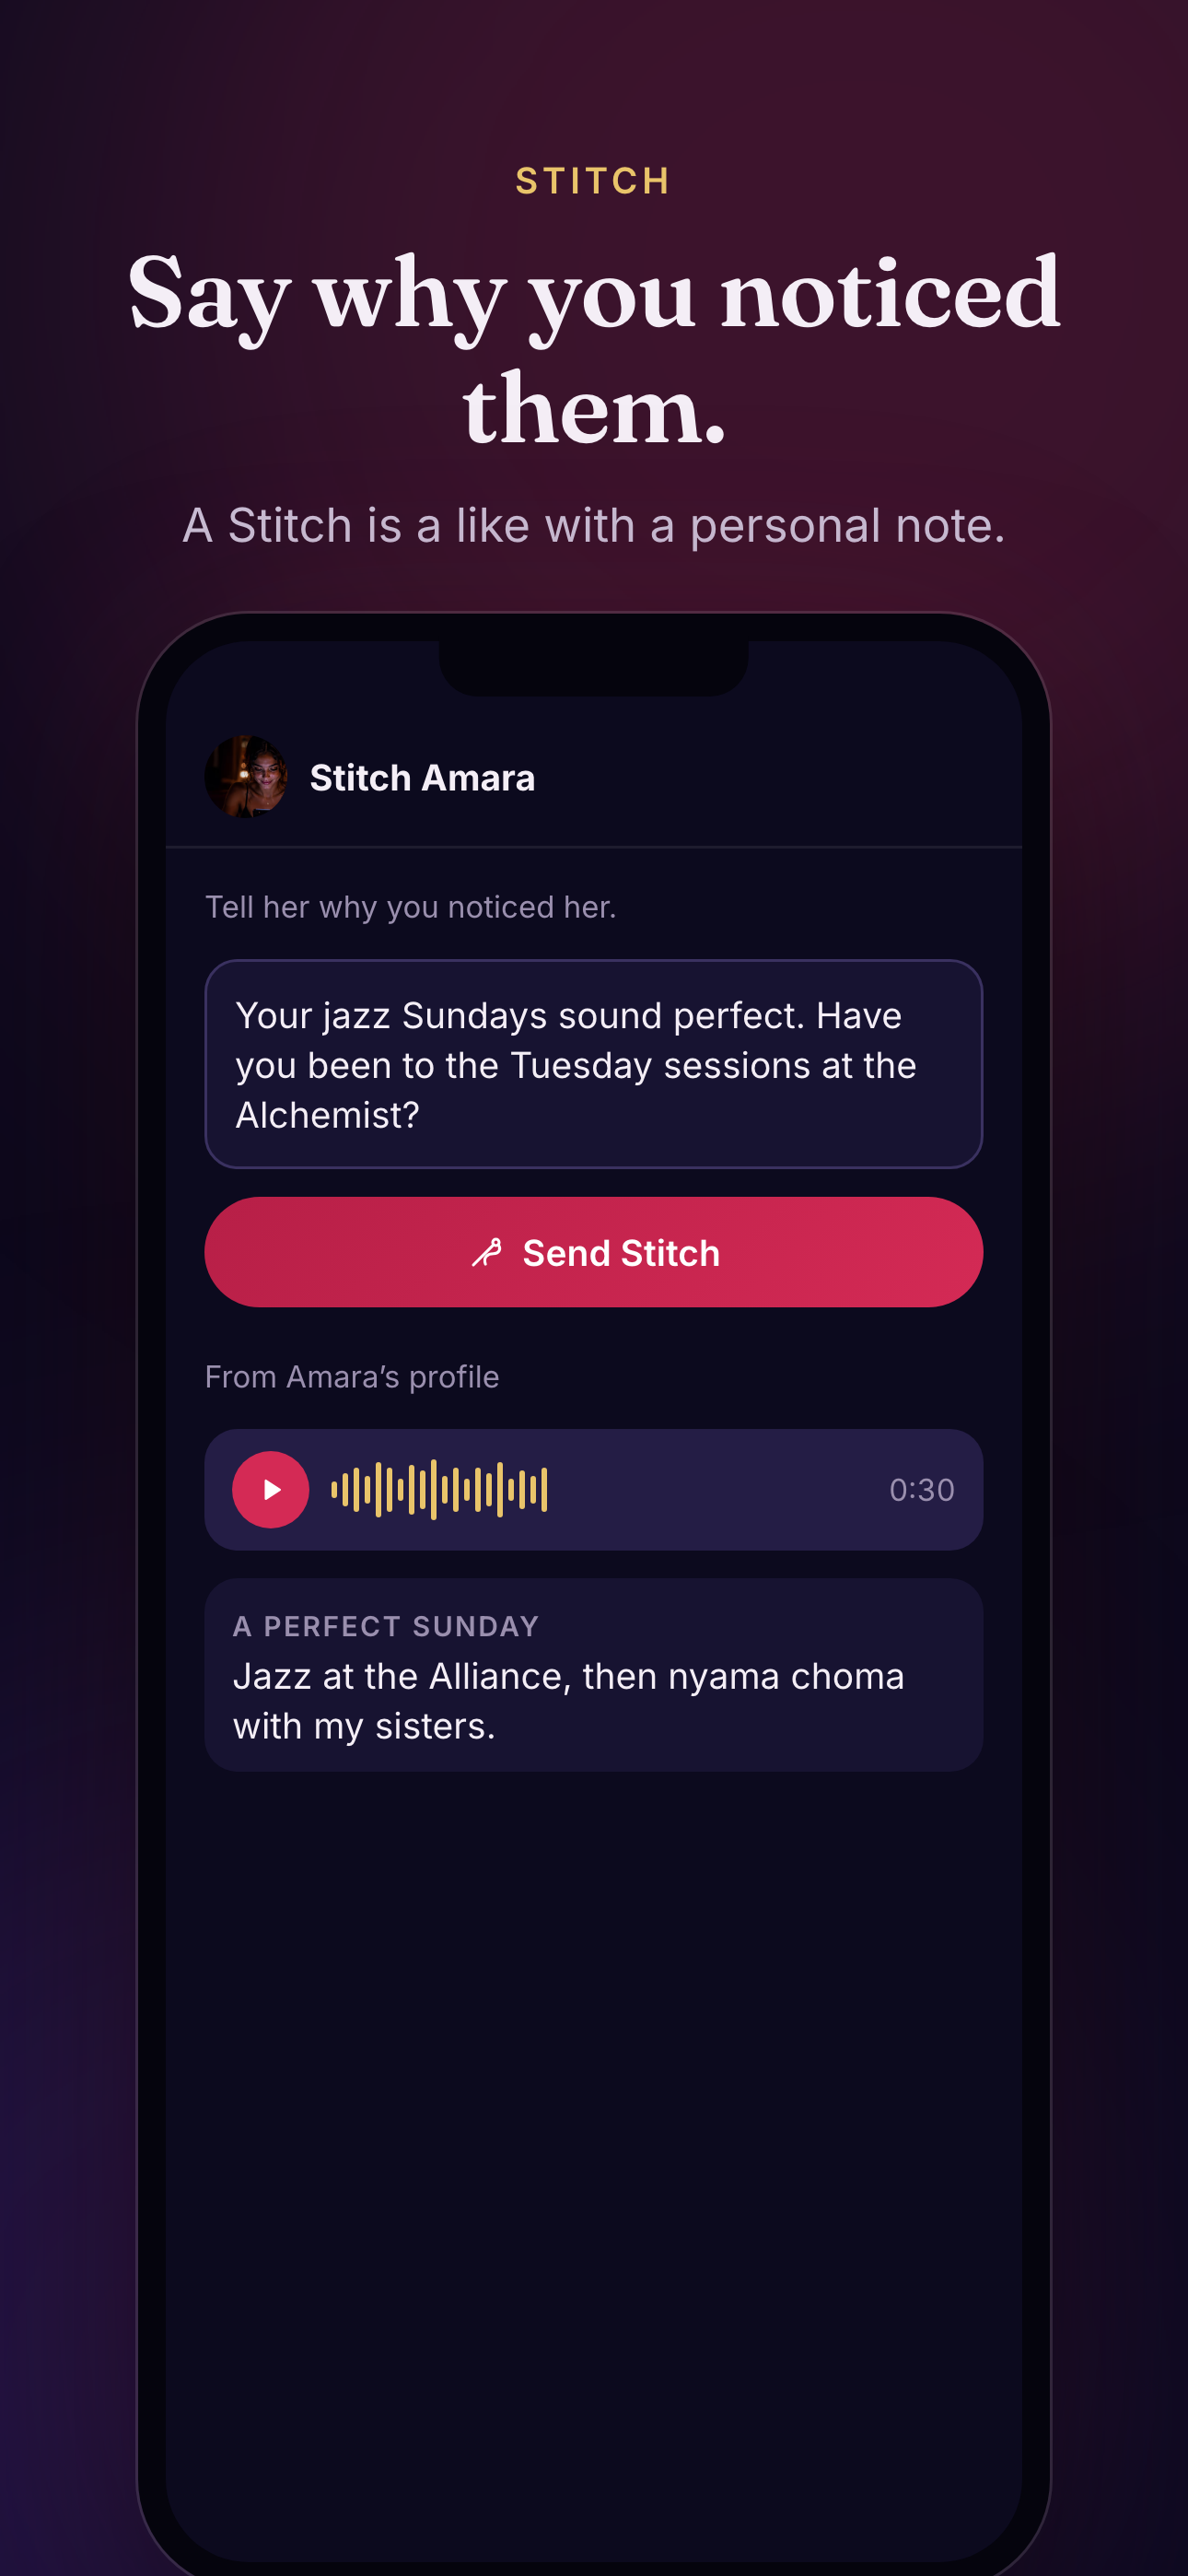 STITCH
Say why you noticed
them.
A Stitch is a like with a personal note.
Stitch Amara
Tell her why you noticed her.
Your jazz Sundays sound perfect. Have
you been to the Tuesday sessions at the
Alchemist?
Send Stitch
From Amara’s profile
0:30
A PERFECT SUNDAY
Jazz at the Alliance, then nyama choma
with my sisters.